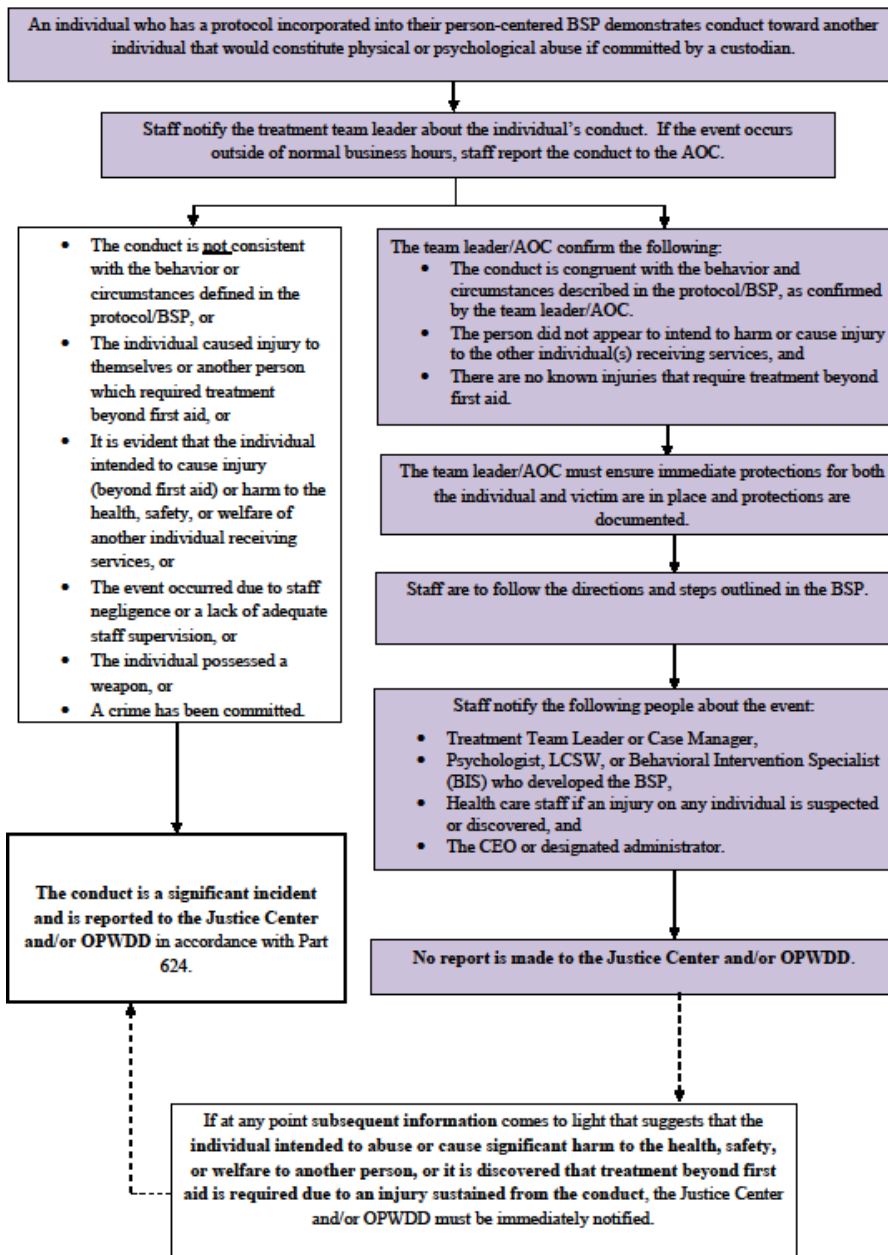 An individual who has a protocol incorporated into their person-centered BSP demonstrates conduct toward another
individual that would constitute physical or psychological abuse if committed by a custodian.
Staff notify the treatment team leader about the individual's conduct.  If the event occurs
outside of normal business hours, staff report the conduct to the AOC.
• The conduct is not consistent
with the behavior or
circumstances defined in the
protocol/BSP, or
• The individual caused injury to
themselves or another person
which required treatment
beyond first aid, or
• It is evident that the individual
intended to cause injury
(beyond first aid) or harm to the
health, safety, or welfare of
another individual receiving
services, or
• The event occurred due to staff
negligence or a lack of adequate
staff supervision, or
• The individual possessed a
weapon, or
• A crime has been committed.
The conduct is a significant incident
and is reported to the Justice Center
and/or OPWDD in accordance with Part
624.
The team leader/AOC confirm the following:
• The conduct is congruent with the behavior and
circumstances described in the protocol/BSP, as confirmed
by the team leader/AOC.
• The person did not appear to intend to harm or cause injury
to the other individual(s) receiving services, and
• There are no known injuries that require treatment beyond
first aid.
The team leader/AOC must ensure immediate protections for both
the individual and victim are in place and protections are
documented.
Staff are to follow the directions and steps outlined in the BSP.
Staff notify the following people about the event:
• Treatment Team Leader or Case Manager,
• Psychologist, LCSW, or Behavioral Intervention Specialist
(BIS) who developed the BSP,
• Health care staff if an injury on any individual is suspected
or discovered, and
• The CEO or designated administrator.
No report is made to the Justice Center and/or OPWDD.
If at any point subsequent information comes to light that suggests that the
individual intended to abuse or cause significant harm to the health, safety,
or welfare to another person, or it is discovered that treatment beyond first
aid is required due to an injury sustained from the conduct, the Justice Center
and/or OPWDD must be immediately notified.